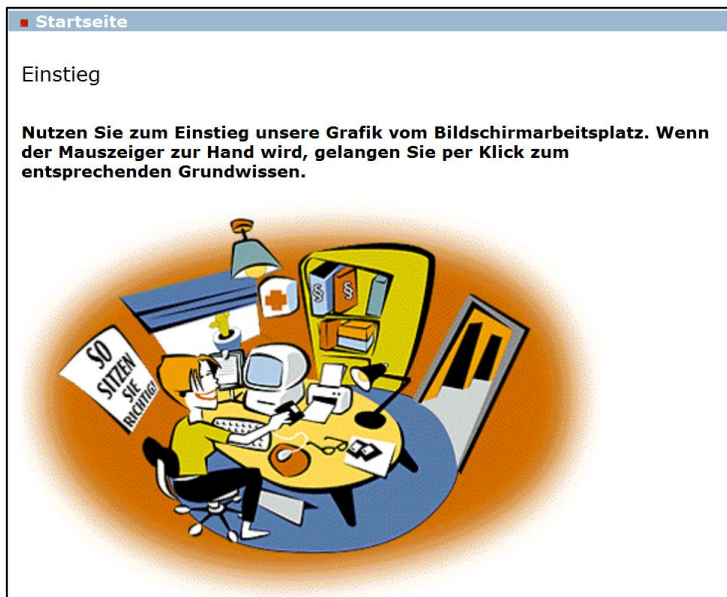 Startseite
Einstieg
Nutzen Sie zum Einstieg unsere Grafik vom Bildschirmarbeitsplatz. Wenn
der Mauszeiger zur Hand wird, gelangen Sie per Klick zum
entsprechenden Grundwissen.
§ §
SO
SITZEN
SIE
RICHTIG!